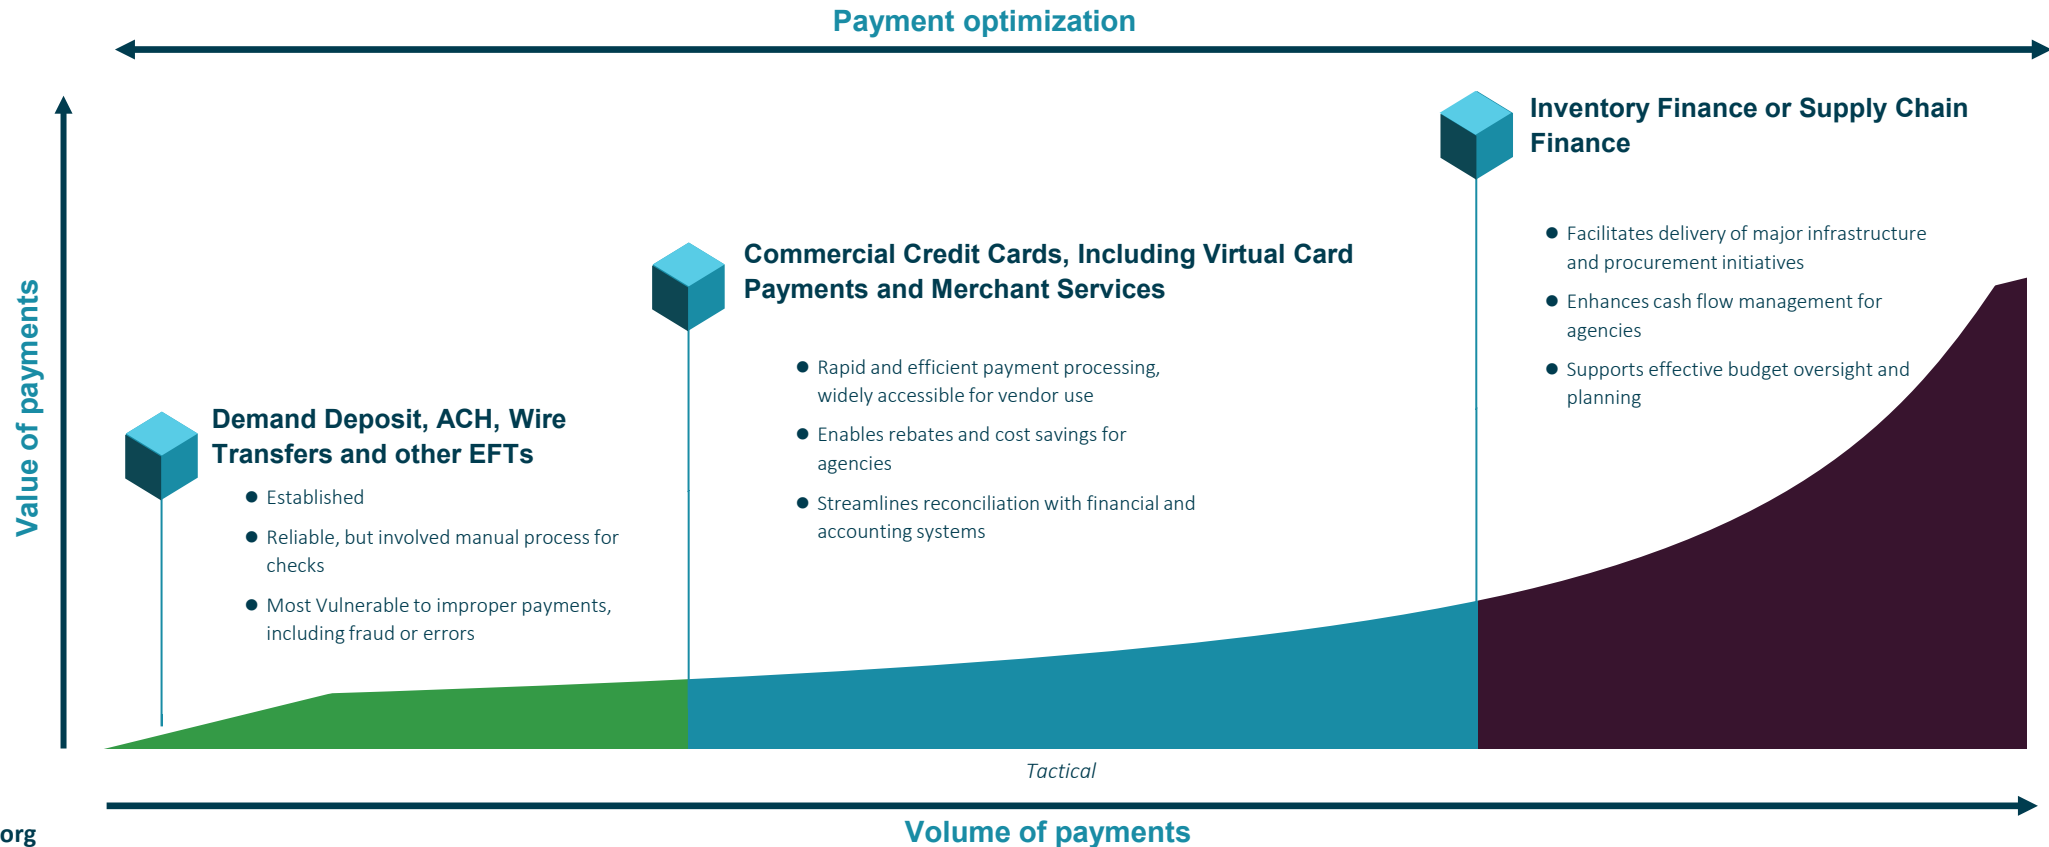 Payment optimization
Value of payments
Inventory Finance or Supply Chain
Finance
● Facilitates delivery of major infrastructure
and procurement initiatives
● Enhances cash flow management for
agencies
● Supports effective budget oversight and
planning
Commercial Credit Cards, Including Virtual Card
Payments and Merchant Services
● Rapid and efficient payment processing,
widely accessible for vendor use
● Enables rebates and cost savings for
agencies
● Streamlines reconciliation with financial and
accounting systems
Demand Deposit, ACH, Wire
Transfers and other EFTs
● Established
● Reliable, but involved manual process for
checks
● Most Vulnerable to improper payments,
including fraud or errors
Tactical
Volume of payments
org